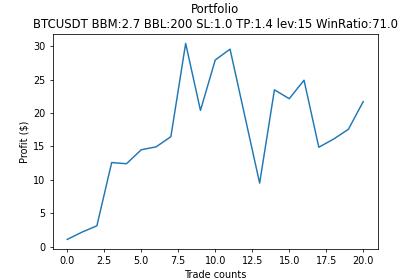 Portfolio
BTCUSDT BBM:2.7 BBL:200 SL:1.0 TP:1.4 lev:15 WinRatio:71.0
30
25
20
15
10
5
0
Profit ($)
0.0 2.5 5.0 7.5 10.0 12.5 15.0 17.5 20.0
Trade counts